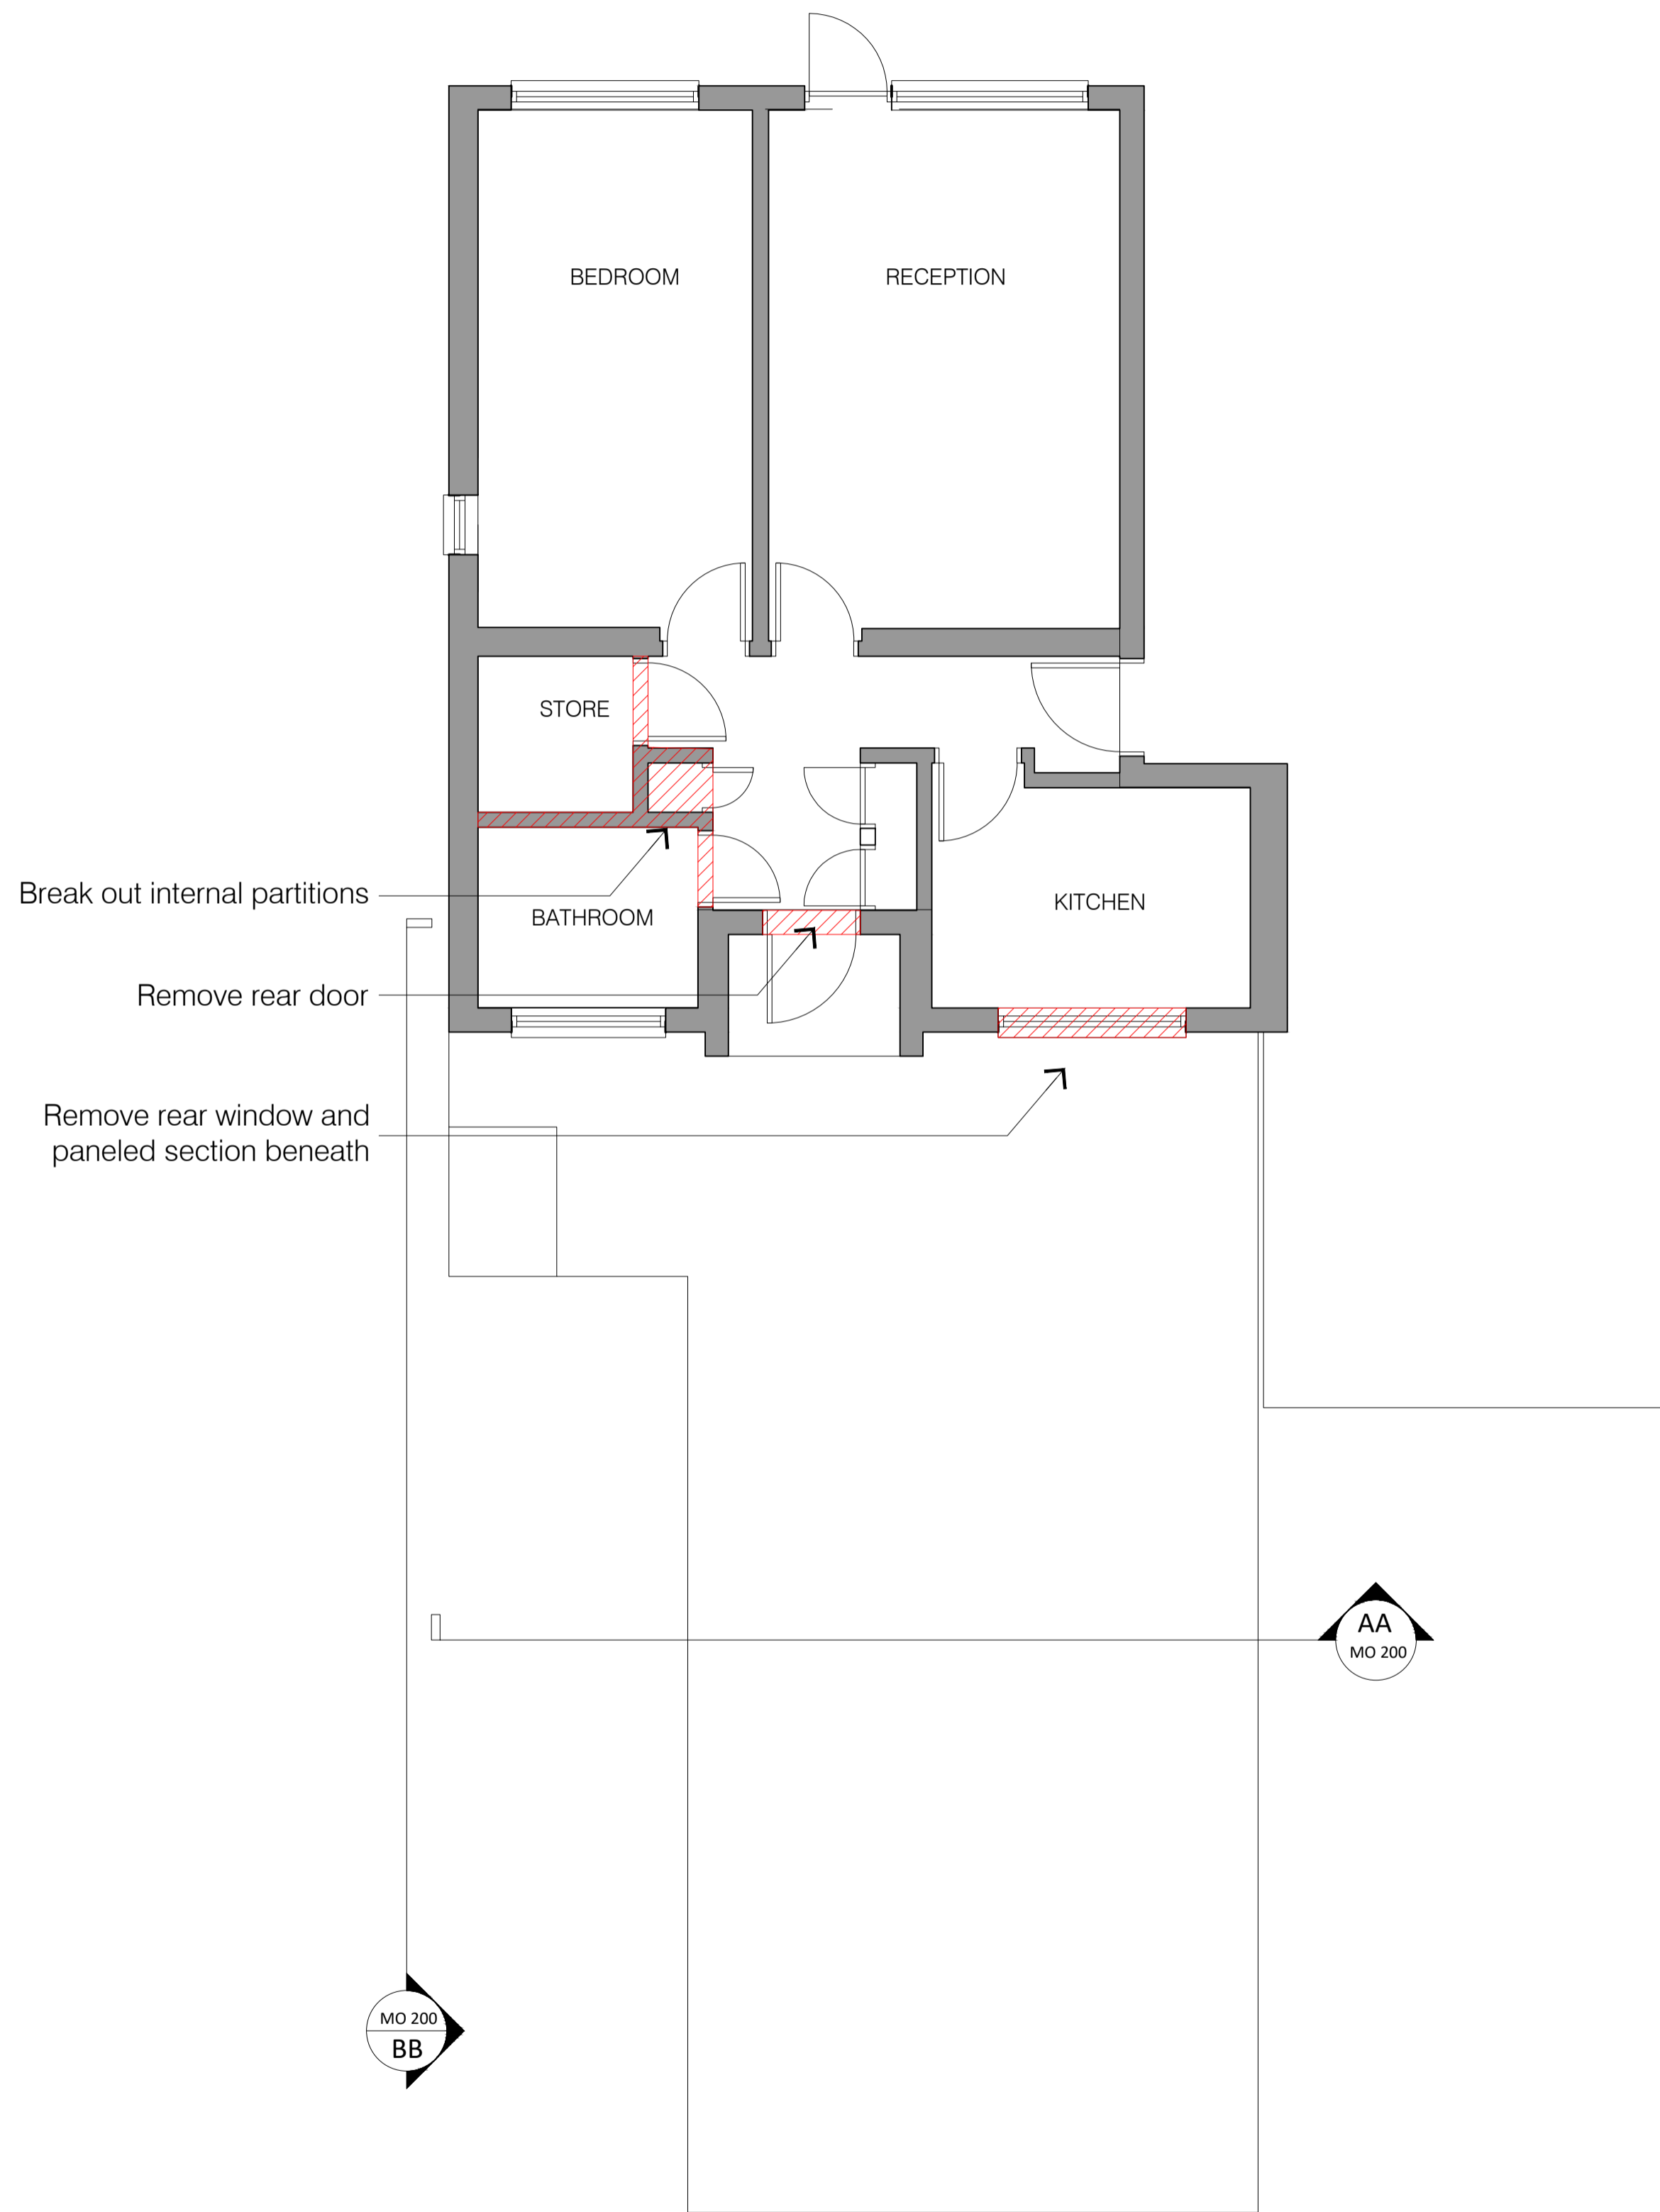 BEDROOM
RECEPTION
STORE
Break out internal partitions
KITCHEN
BATHROOM
Remove rear door
Remove rear window and
paneled section beneath
AA
MO 200
MO 200
BB